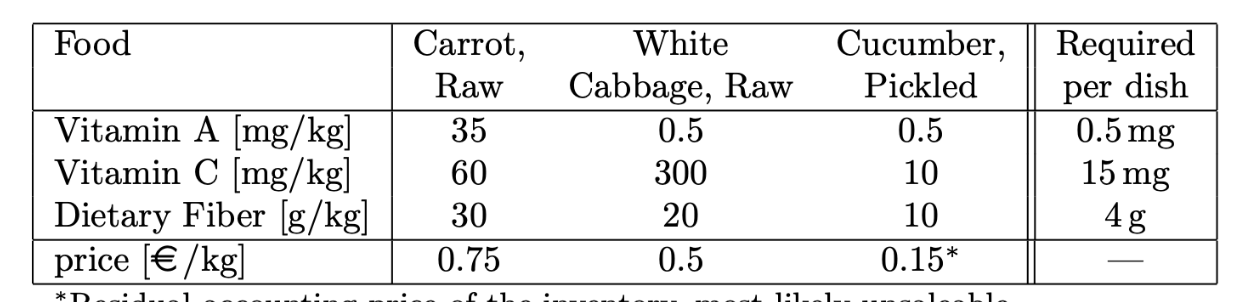 Food Carrot, White Cucumber, Required
Raw Cabbage, Raw Pickled per dish
Vitamin A [mg/kg] 35 0.5 0.5 0.5 mg
Vitamin C [mg/kg] 60 300 10 15 mg
Dietary Fiber [g/kg] 30 20 10 4 g
price [€/kg] 0.75 0.5 0.15* —
*Residual accounting price of the inventory, most likely unsaleable